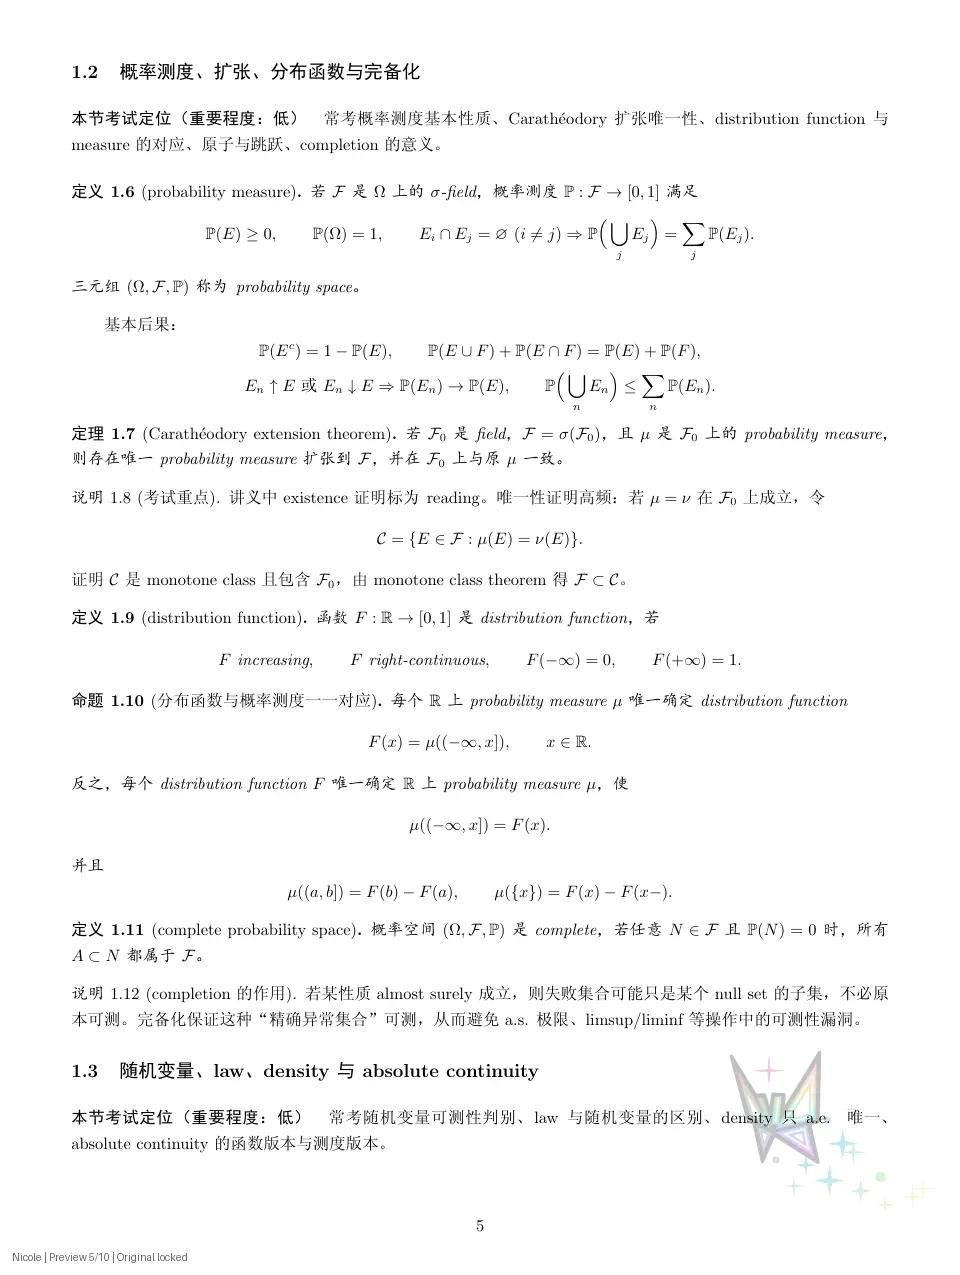 1.2 概率测度、扩张、分布函数与完备化
本节考试定位（重要程度：低） 常考概率测度基本性质、Carathéodory 扩张唯一性、distribution function 与
measure 的对应、原子与跳跃、completion 的意义。
定义 1.6 (probability measure). 若 F 是 Ω 上的 σ-field，概率测度 ℙ : F → [0, 1] 满足
ℙ(E) ≥ 0, ℙ(Ω) = 1, E_i ∩ E_j = ∅ (i ≠ j) ⇒ ℙ(⋃_j E_j) = ∑_j ℙ(E_j).
三元组 (Ω, F, ℙ) 称为 probability space。
基本后果：
ℙ(E^c) = 1 − ℙ(E), ℙ(E ∪ F) + ℙ(E ∩ F) = ℙ(E) + ℙ(F),
E_n ↑ E 或 E_n ↓ E ⇒ ℙ(E_n) → ℙ(E), ℙ(⋃_n E_n) ≤ ∑_n ℙ(E_n).
定理 1.7 (Carathéodory extension theorem). 若 F_0 是 field，F = σ(F_0)，且 μ 是 F_0 上的 probability measure，
则存在唯一 probability measure 扩张到 F，并在 F_0 上与原 μ 一致。
说明 1.8 (考试重点). 讲义中 existence 证明标为 reading。唯一性证明高频：若 μ = ν 在 F_0 上成立，令
C = {E ∈ F : μ(E) = ν(E)}.
证明 C 是 monotone class 且包含 F_0，由 monotone class theorem 得 F ⊂ C。
定义 1.9 (distribution function). 函数 F : ℝ → [0, 1] 是 distribution function，若
F increasing, F right-continuous, F(−∞) = 0, F(+∞) = 1.
命题 1.10 (分布函数与概率测度一一对应). 每个 ℝ 上 probability measure μ 唯一确定 distribution function
F(x) = μ((−∞, x]), x ∈ ℝ.
反之，每个 distribution function F 唯一确定 ℝ 上 probability measure μ，使
μ((−∞, x]) = F(x).
并且
μ((a, b]) = F(b) − F(a), μ({x}) = F(x) − F(x−).
定义 1.11 (complete probability space). 概率空间 (Ω, F, ℙ) 是 complete，若任意 N ∈ F 且 ℙ(N) = 0 时，所有
A ⊂ N 都属于 F。
说明 1.12 (completion 的作用). 若某性质 almost surely 成立，则失败集合可能只是某个 null set 的子集，不必原
本可测。完备化保证这种“精确异常集合”可测，从而避免 a.s. 极限、limsup/liminf 等操作中的可测性漏洞。
1.3 随机变量、law、density 与 absolute continuity
本节考试定位（重要程度：低） 常考随机变量可测性判别、law 与随机变量的区别、density 只 a.e. 唯一、
absolute continuity 的函数版本与测度版本。
5
Nicole | Preview 5/10 | Original locked